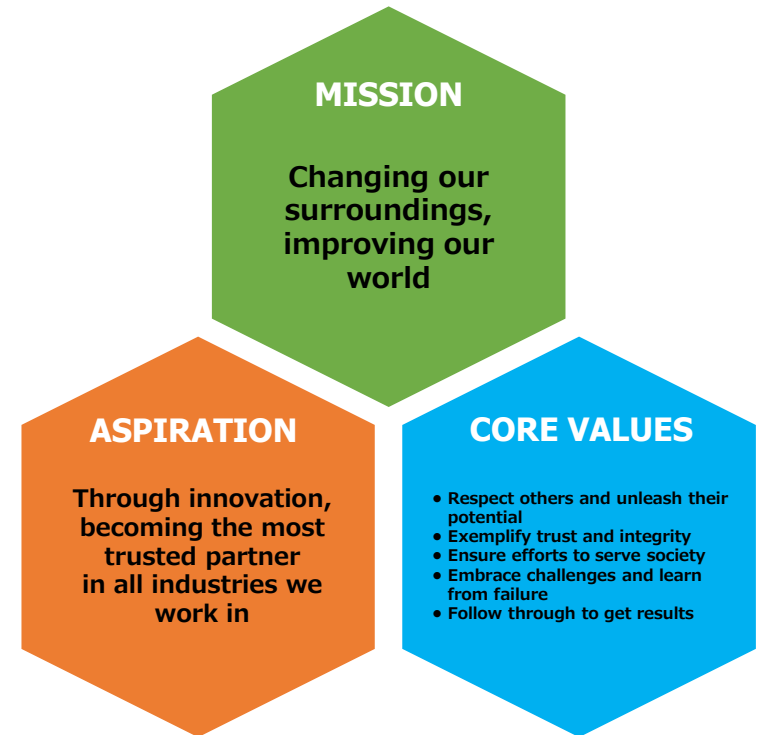 MISSION
Changing our
surroundings,
improving our
world
ASPIRATION
Through innovation,
becoming the most
trusted partner
in all industries we
work in
CORE VALUES
● Respect others and unleash their
potential
● Exemplify trust and integrity
● Ensure efforts to serve society
● Embrace challenges and learn
from failure
● Follow through to get results